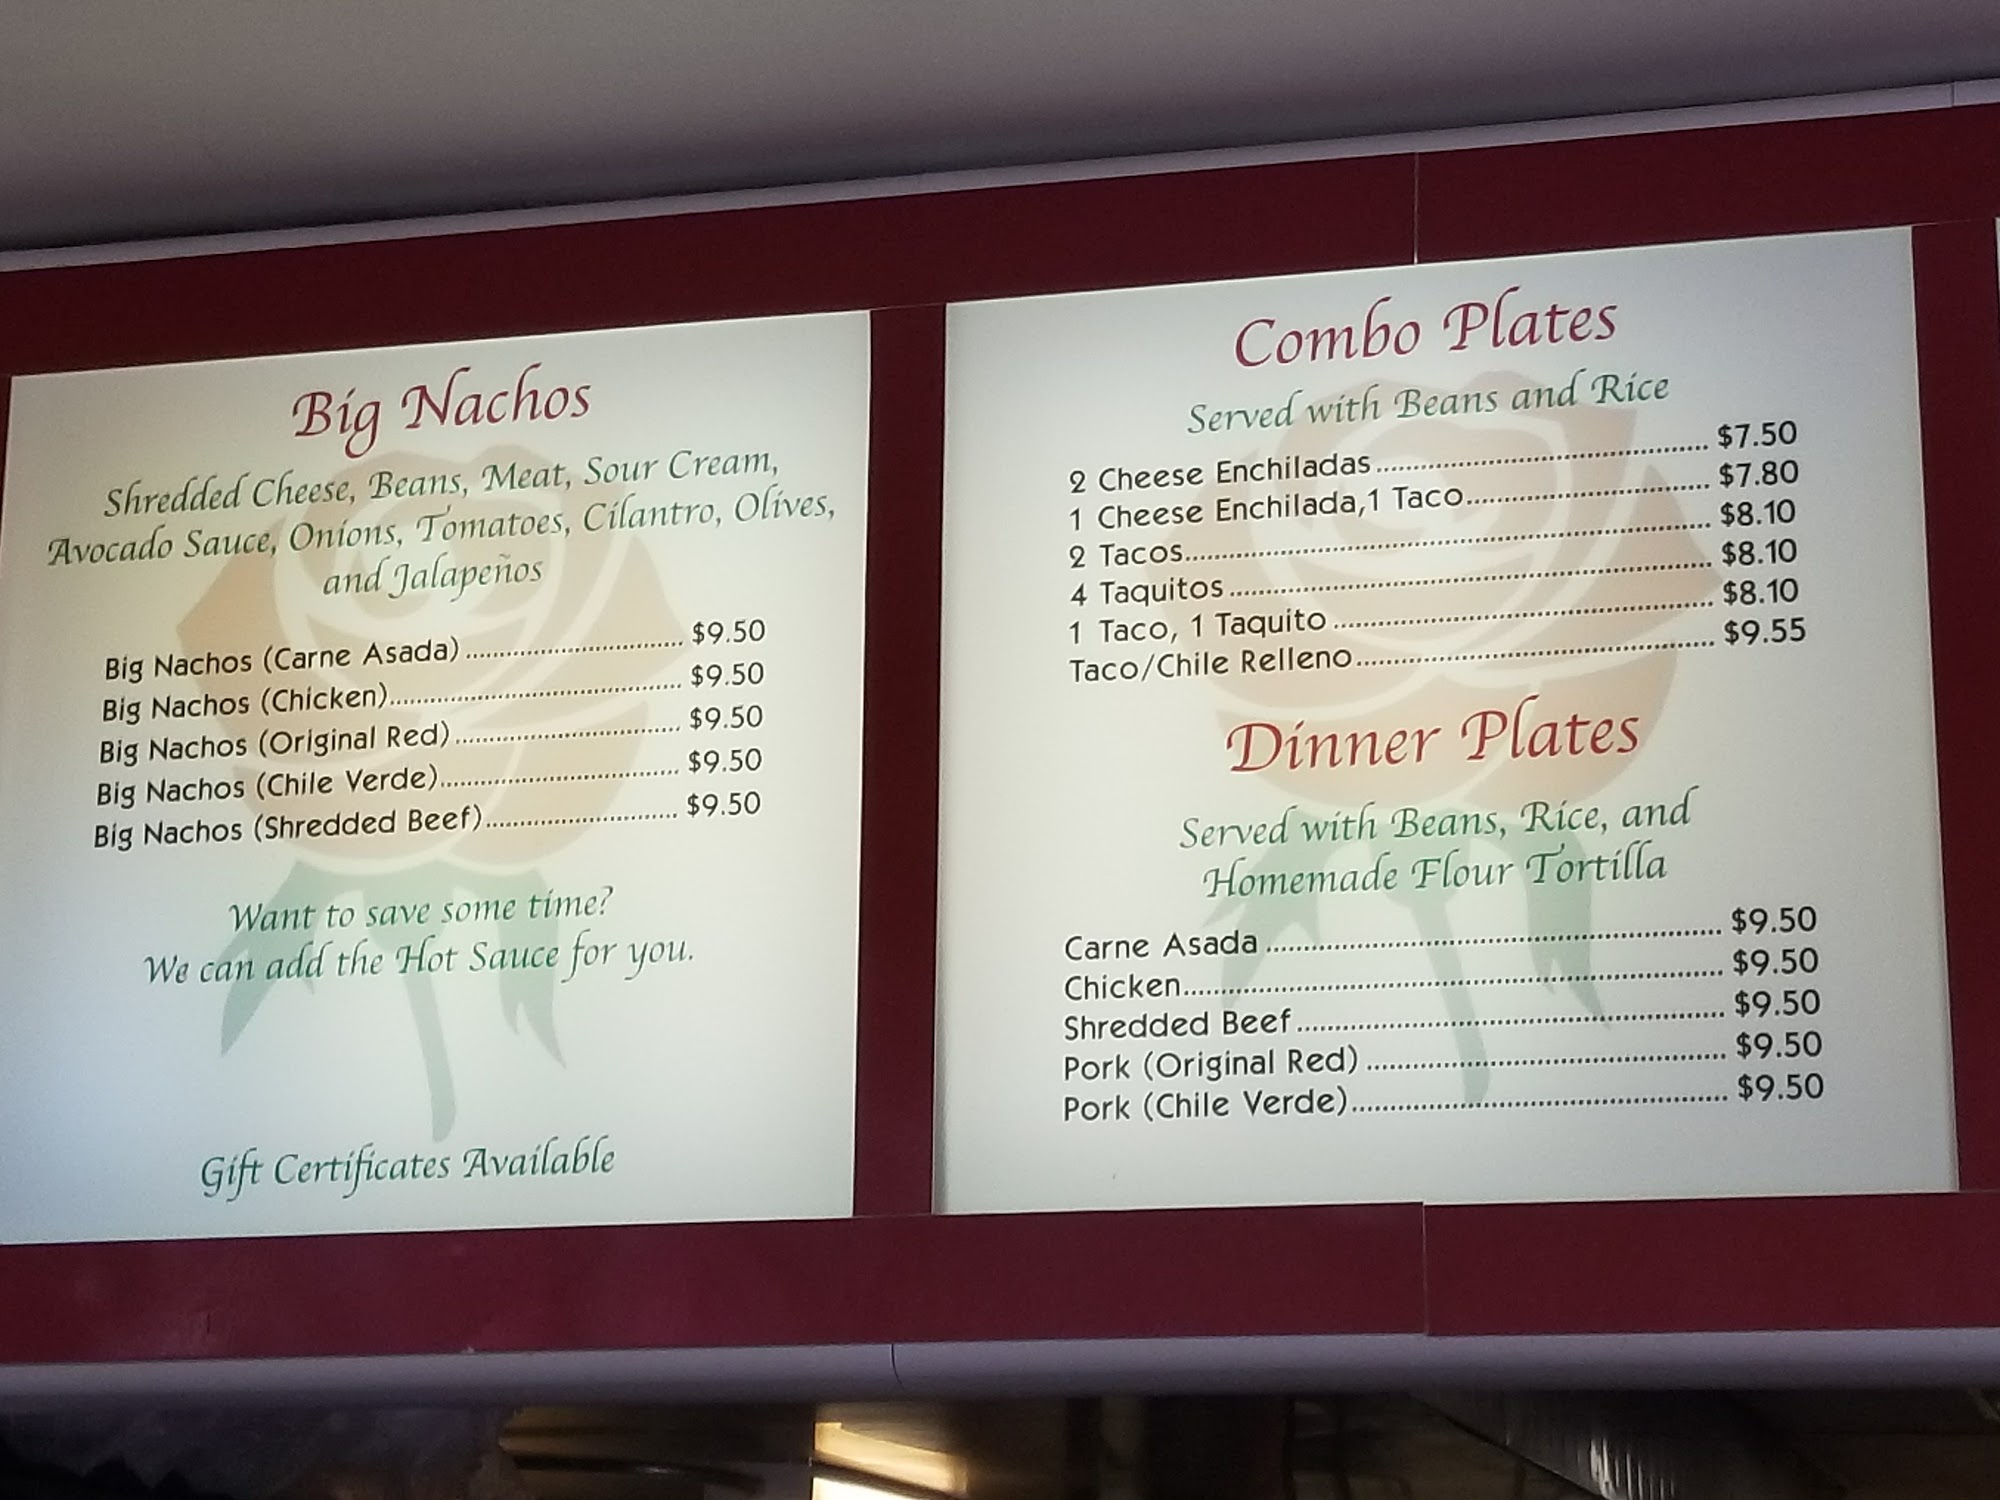 Big Nachos
Shredded Cheese, Beans, Meat, Sour Cream,
Avocado Sauce, Onions, Tomatoes, Cilantro, Olives,
and Jalapeños
Big Nachos (Carne Asada) ................................ $9.50
Big Nachos (Chicken)........................................... $9.50
Big Nachos (Original Red) ................................. $9.50
Big Nachos (Chile Verde)................................... $9.50
Big Nachos (Shredded Beef)............................ $9.50
Want to save some time?
We can add the Hot Sauce for you.
Gift Certificates Available
Combo Plates
Served with Beans and Rice
2 Cheese Enchiladas................................................ $7.50
1 Cheese Enchilada,1 Taco................................... $7.80
2 Tacos........................................................................... $8.10
4 Taquitos ..................................................................... $8.10
1 Taco, 1 Taquito ...................................................... $8.10
Taco/Chile Relleno.................................................... $9.55
Dinner Plates
Served with Beans, Rice, and
Homemade Flour Tortilla
Carne Asada ................................................................ $9.50
Chicken........................................................................... $9.50
Shredded Beef ............................................................ $9.50
Pork (Original Red) .................................................. $9.50
Pork (Chile Verde)..................................................... $9.50